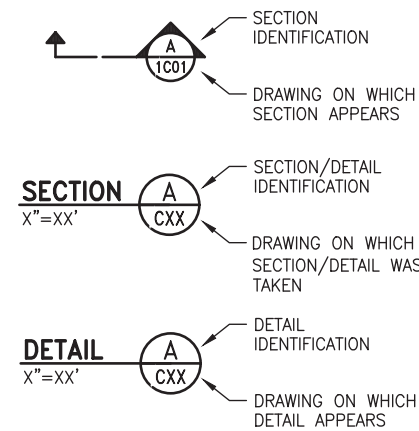 SECTION
IDENTIFICATION
A
1C01
DRAWING ON WHICH
SECTION APPEARS
SECTION/DETAIL
IDENTIFICATION
SECTION
A
X"=XX'
CXX
DRAWING ON WHICH
SECTION/DETAIL WAS
TAKEN
DETAIL
IDENTIFICATION
DETAIL
A
X"=XX'
CXX
DRAWING ON WHICH
DETAIL APPEARS